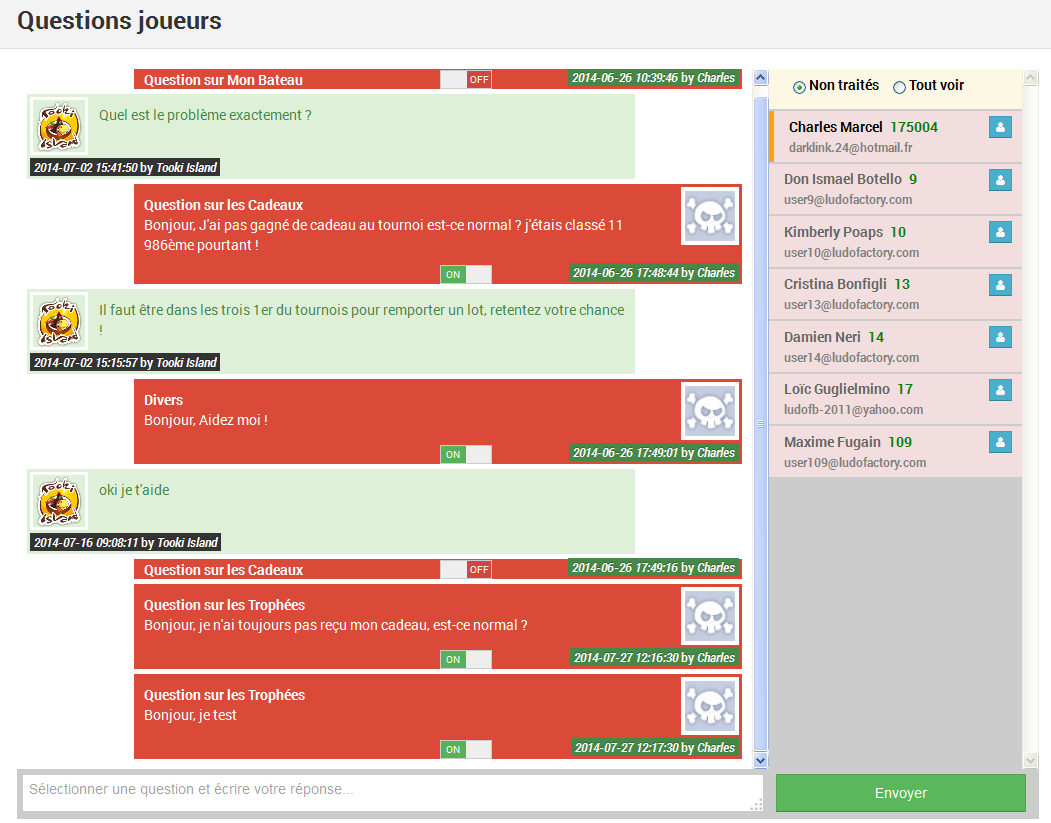 Questions joueurs
Question sur Mon Bateau
OFF
2014-06-26 10:39:46 by Charles
Tooki
Island
Quel est le problème exactement ?
2014-07-02 15:41:50 by Tooki Island
Question sur les Cadeaux
Bonjour, J'ai pas gagné de cadeau au tournoi est-ce normal ? j'étais classé 11
986ème pourtant !
ON
2014-06-26 17:48:44 by Charles
Tooki
Island
Il faut être dans les trois 1er du tournois pour remporter un lot, retentez votre chance
!
2014-07-02 15:15:57 by Tooki Island
Divers
Bonjour, Aidez moi !
ON
2014-06-26 17:49:01 by Charles
Tooki
Island
oki je t'aide
2014-07-16 09:08:11 by Tooki Island
Question sur les Cadeaux
OFF
2014-06-26 17:49:16 by Charles
Question sur les Trophées
Bonjour, je n'ai toujours pas reçu mon cadeau, est-ce normal ?
ON
2014-07-27 12:16:30 by Charles
Question sur les Trophées
Bonjour, je test
ON
2014-07-27 12:17:30 by Charles
Sélectionner une question et écrire votre réponse...
Non traités
Tout voir
Charles Marcel 175004
darklink.24@hotmail.fr
Don Ismael Botello 9
user9@ludofactory.com
Kimberly Poaps 10
user10@ludofactory.com
Cristina Bonfigli 13
user13@ludofactory.com
Damien Neri 14
user14@ludofactory.com
Loïc Guglielmino 17
ludofb-2011@yahoo.com
Maxime Fugain 109
user109@ludofactory.com
Envoyer